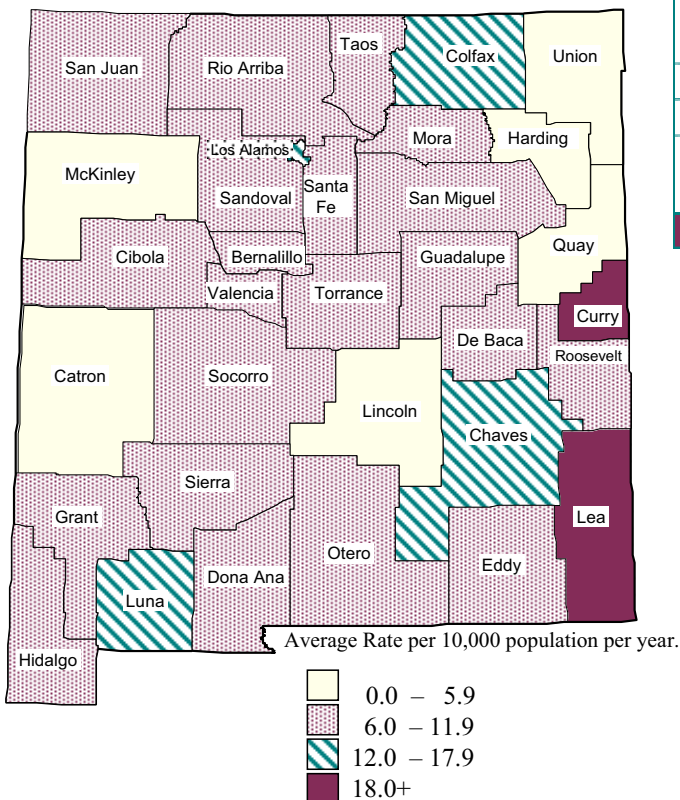 Taos
San Juan
Rio Arriba
Colfax
Union
Mora
Harding
Los Alamos
McKinley
Sandoval
Santa
Fe
San Miguel
Cibola
Bernalillo
Guadalupe
Quay
Valencia
Torrance
Curry
De Baca
Roosevelt
Catron
Socorro
Lincoln
Chaves
Sierra
Grant
Lea
Otero
Eddy
Dona Ana
Luna
Hidalgo
Average Rate per 10,000 population per year.
0.0 – 5.9
6.0 – 11.9
12.0 – 17.9
18.0+